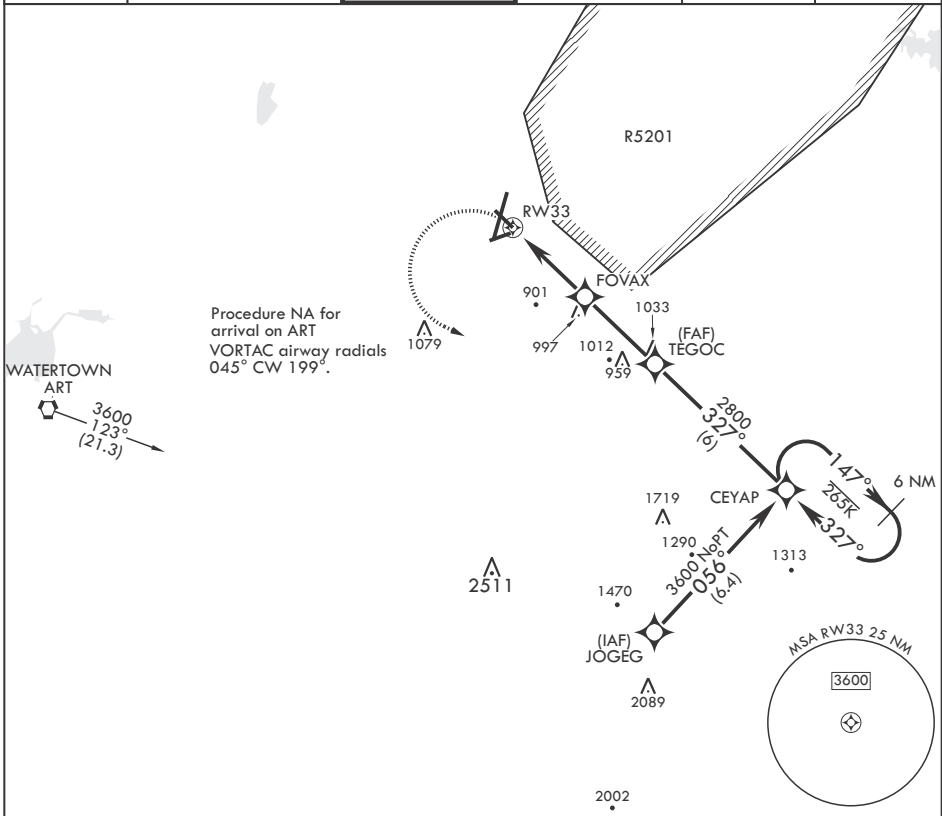 R5201
RW33
FOVAX
901
1033
997
(FAF)
TEGOC
1012
959
Procedure NA for
arrival on ART
VORTAC airway radials
045° CW 199°.
1079
WATERTOWN
ART
3600
123°
(21.3)
2800
327°
(6)
CEYAP
147°
265K
6 NM
327°
1719
1290
1313
3600 NoPT
056°
(6.4)
2511
1470
(IAF)
JOGEG
2089
2002
MSA RW33 25 NM
3600